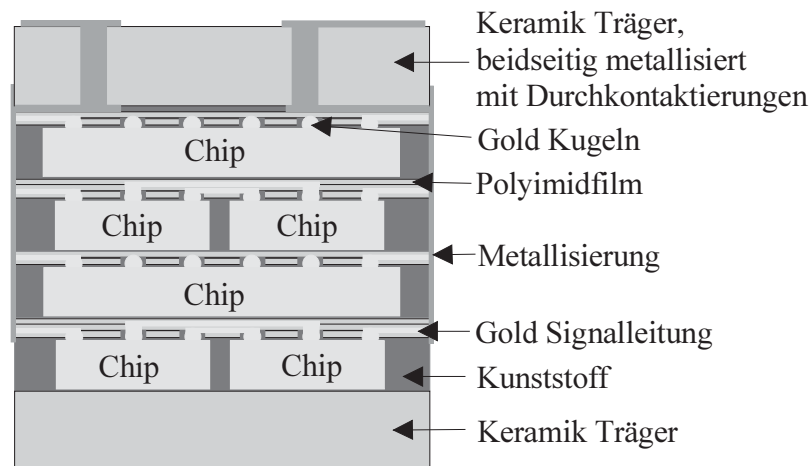 Keramik Träger,
beidseitig metallisiert
mit Durchkontaktierungen
Gold Kugeln
Chip
Polyimidfilm
Chip
Chip
Metallisierung
Chip
Gold Signalleitung
Chip
Chip
Kunststoff
Keramik Träger